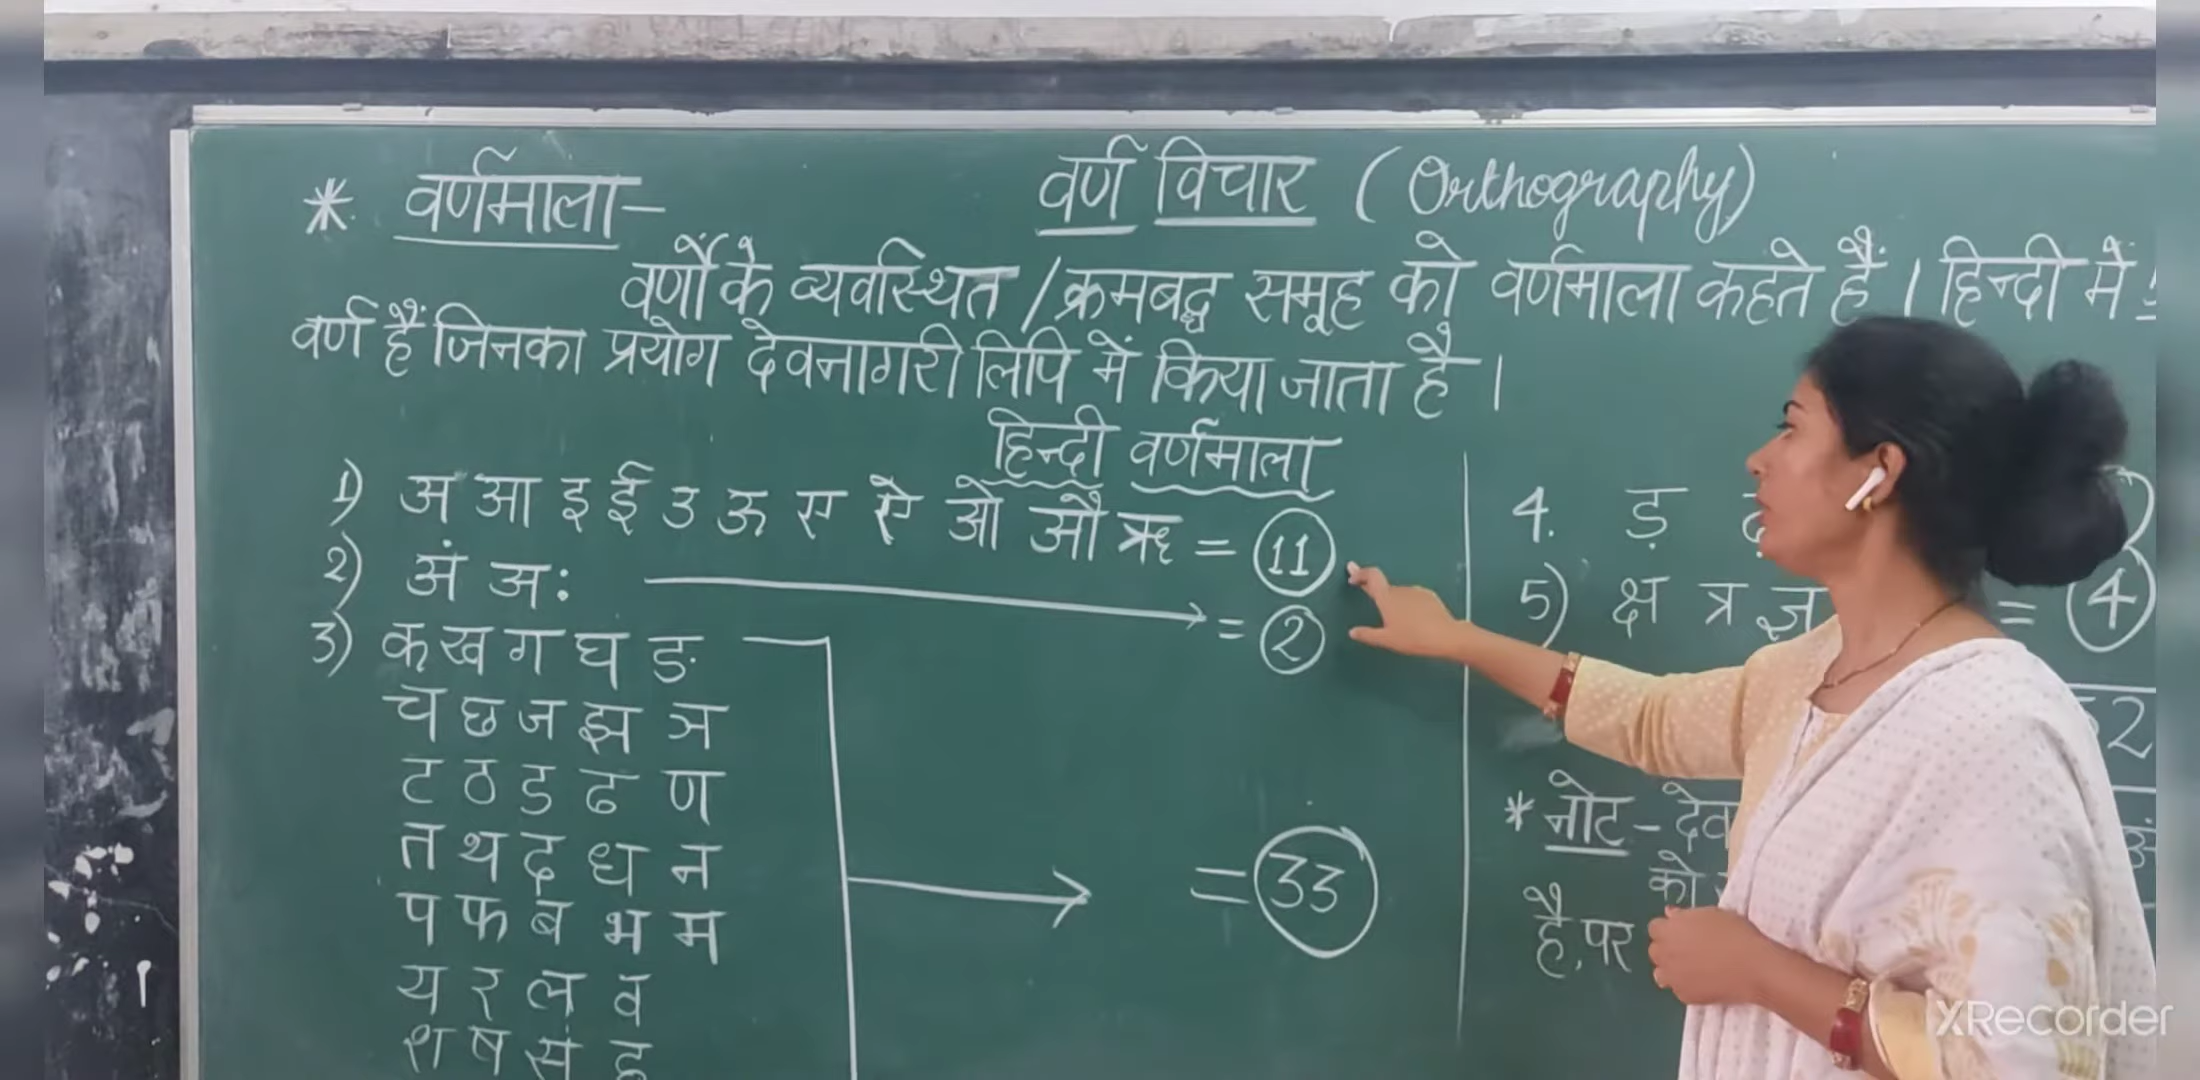 * वर्णमाला-
वर्ण विचार (Orthography)
वर्णों के व्यवस्थित / क्रमबद्ध समूह को वर्णमाला कहते हैं । हिन्दी में
वर्ण हैं जिनका प्रयोग देवनागरी लिपि में किया जाता है ।
हिन्दी वर्णमाला
1) अ आ इ ई उ ऊ ए ऐ ओ औ ऋ = 11
2) अं अः = 2
3) क ख ग घ ङ
च छ ज झ ञ
ट ठ ड ढ ण
त थ द ध न
प फ ब भ म
= 33
य र ल व
श ष स ह
4. ड़
5) क्ष त्र ज्ञ = 4
* नोट - देव
को
है, पर
XRecorder